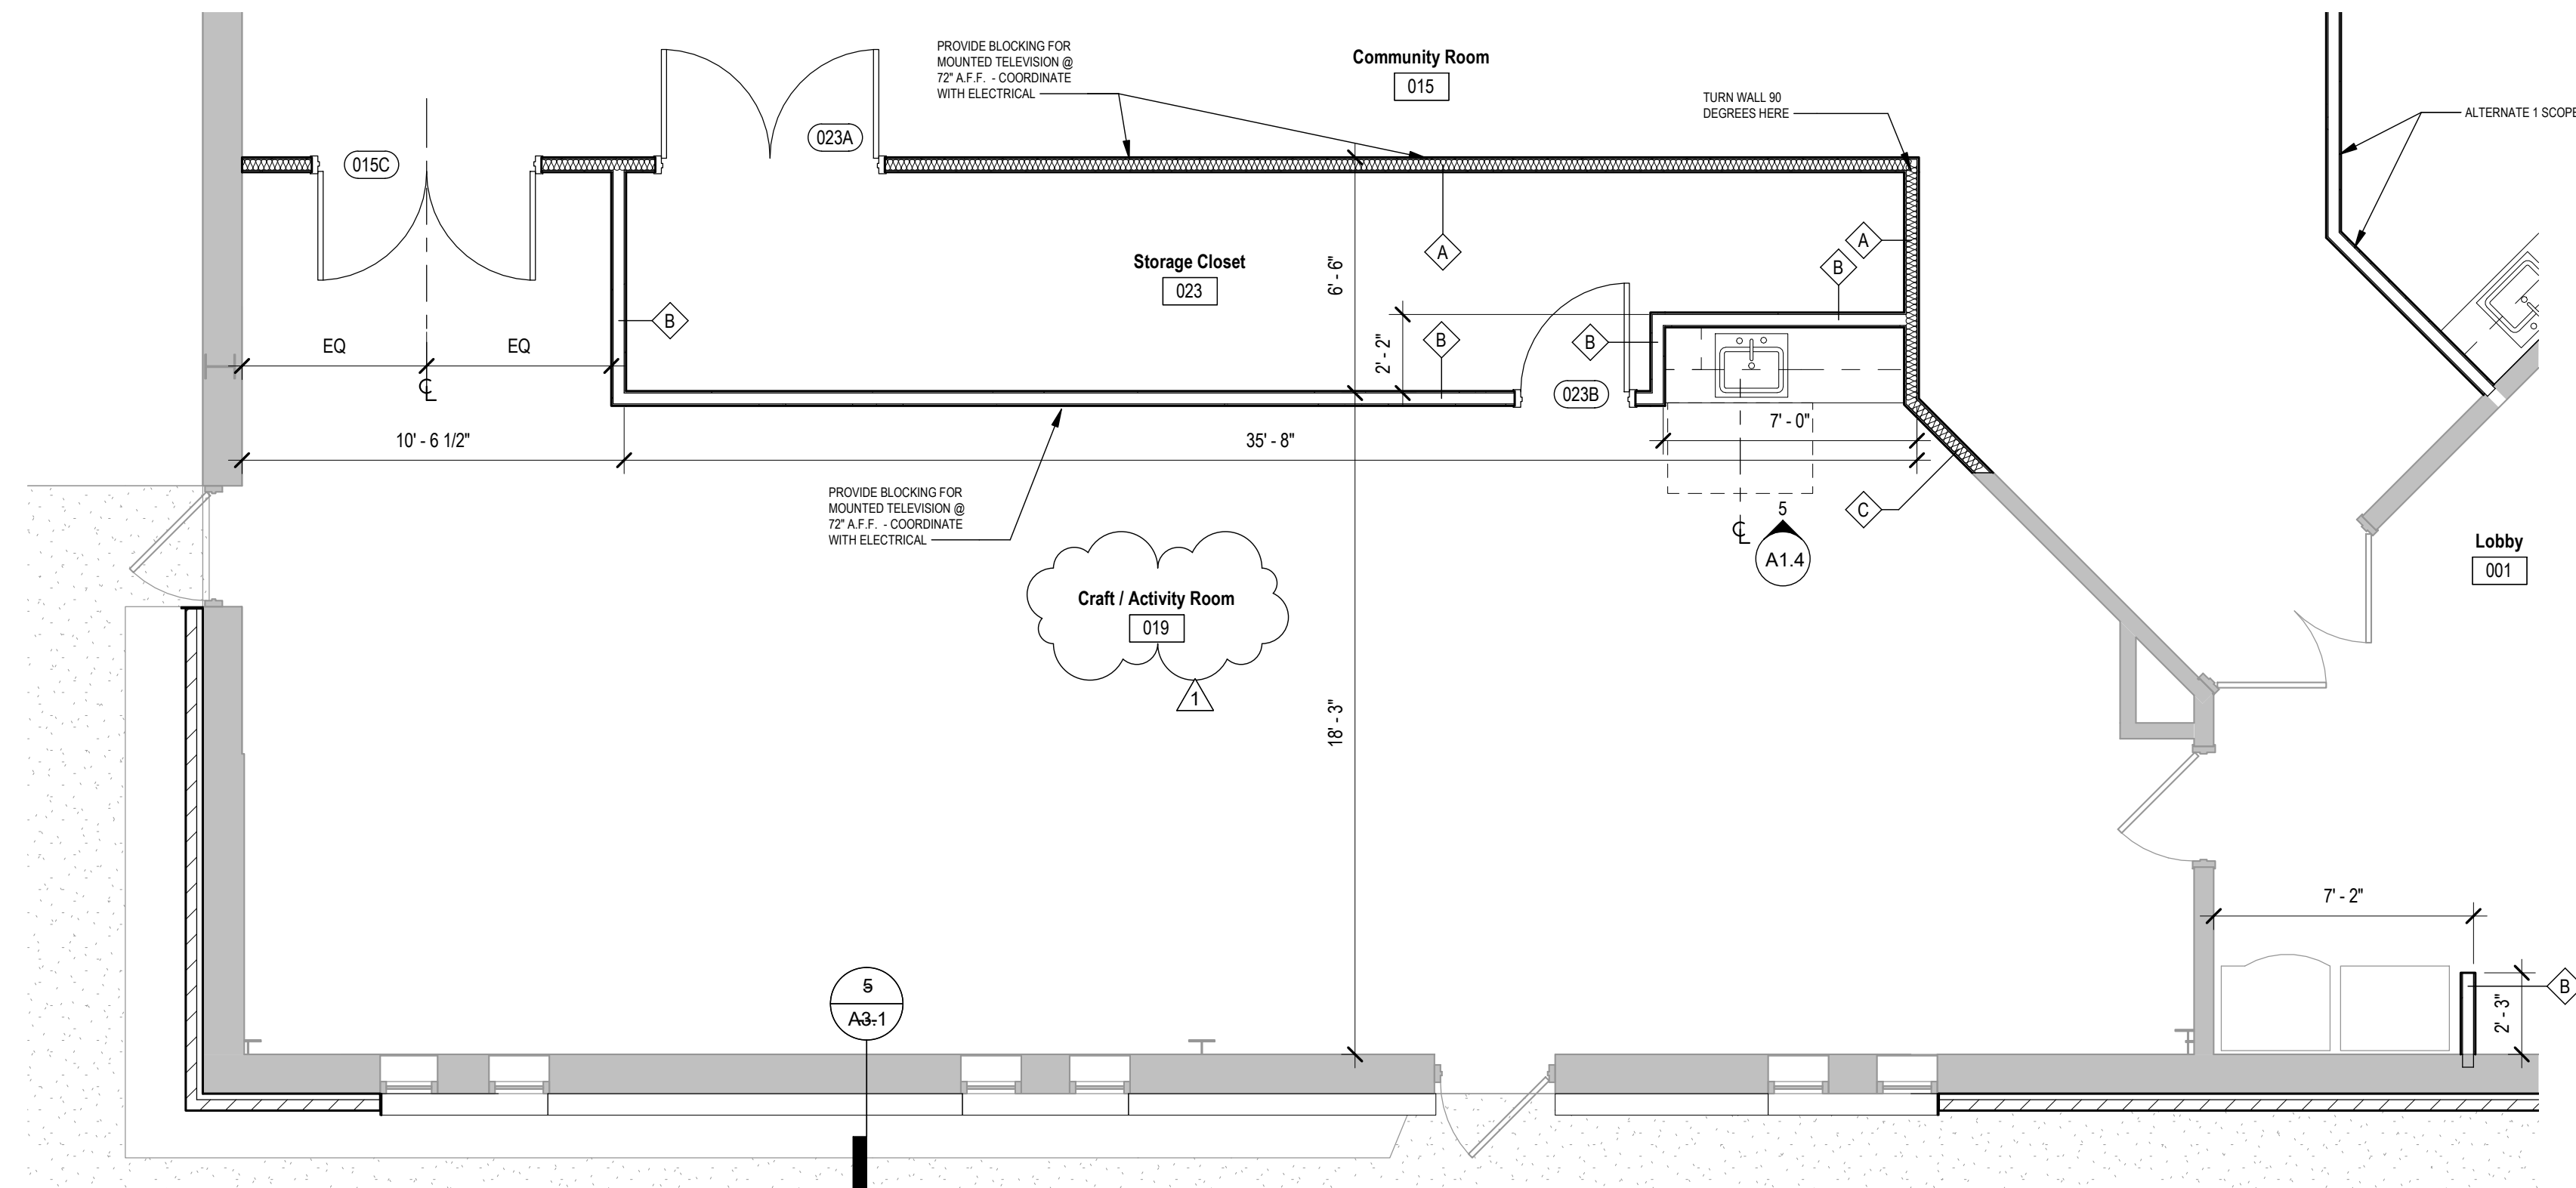 PROVIDE BLOCKING FOR
MOUNTED TELEVISION @
72" A.F.F. - COORDINATE
WITH ELECTRICAL
Community Room
015
TURN WALL 90
DEGREES HERE
ALTERNATE 1 SCOPE
015C
023A
A
A
B
Storage Closet
023
6' - 6"
B
B
B
2' - 2"
023B
EQ
EQ
CL
10' - 6 1/2"
35' - 8"
7' - 0"
PROVIDE BLOCKING FOR
MOUNTED TELEVISION @
72" A.F.F. - COORDINATE
WITH ELECTRICAL
CL
5
A1.4
C
Lobby
001
Craft / Activity Room
019
1
18' - 3"
7' - 2"
B
2' - 3"
5
A3.1